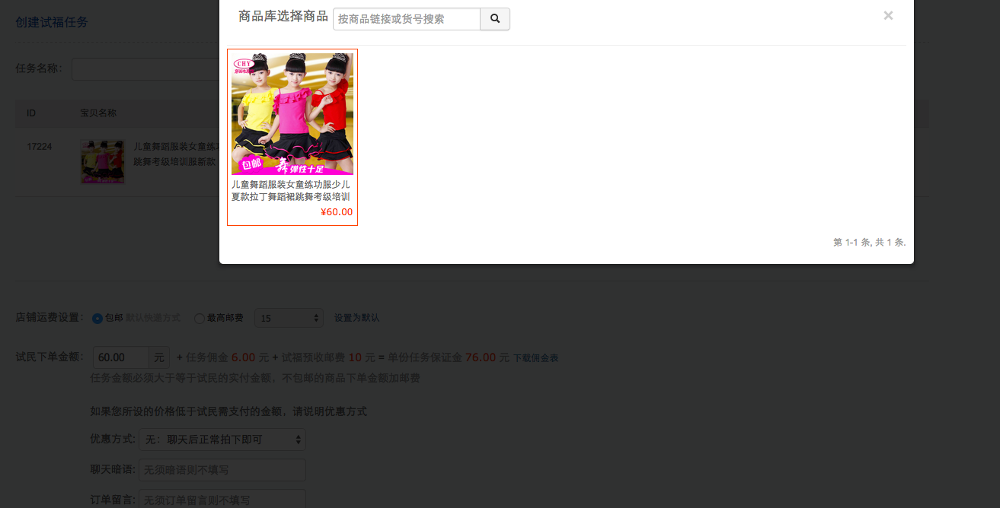 创建试福任务
商品库选择商品
按商品链接或货号搜索
×
任务名称：
ID
宝贝名称
17224
儿童舞蹈服装女童练
跳舞考级培训服新款
CHY
包邮
舞 弹性十足
儿童舞蹈服装女童练功服少儿
夏款拉丁舞蹈裙跳舞考级培训
¥60.00
第 1-1 条, 共 1 条.
店铺运费设置： 包邮 默认快递方式 最高邮费 15 设置为默认
试民下单金额： 60.00 元 + 任务佣金 6.00 元 + 试福预收邮费 10 元 = 单份任务保证金 76.00 元 下载佣金表
任务金额必须大于等于试民的实付金额，不包邮的商品下单金额加邮费
如果您所设的价格低于试民需支付的金额，请说明优惠方式
优惠方式: 无：聊天后正常拍下即可
聊天暗语: 无须暗语则不填写
订单留言: 无须订单留言则不填写